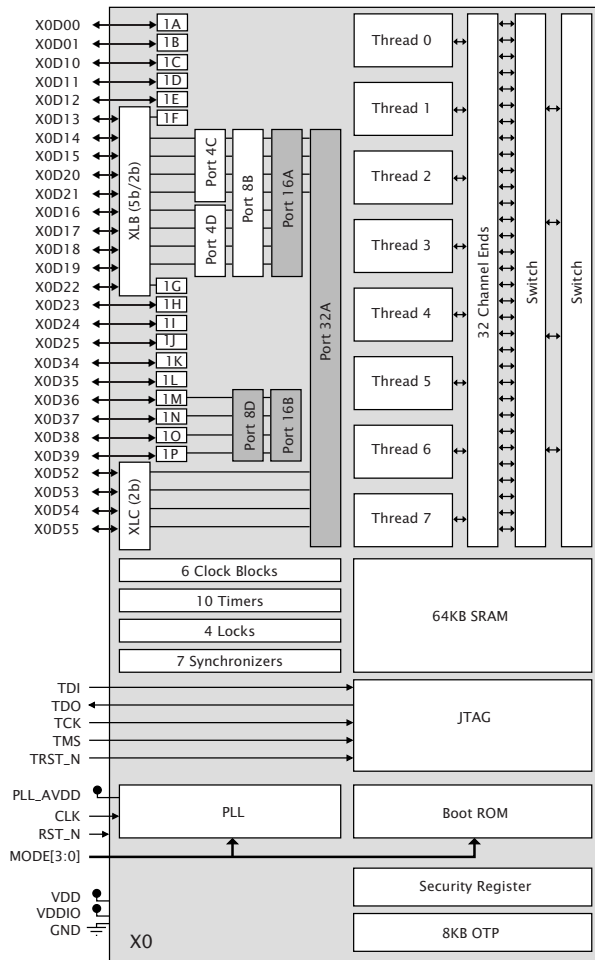 X0D00
X0D01
X0D10
X0D11
X0D12
X0D13
X0D14
X0D15
X0D20
X0D21
X0D16
X0D17
X0D18
X0D19
X0D22
X0D23
X0D24
X0D25
X0D34
X0D35
X0D36
X0D37
X0D38
X0D39
X0D52
X0D53
X0D54
X0D55
1A
1B
1C
1D
1E
1F
XLB (5b/2b)
1G
1H
1I
1J
1K
1L
1M
1N
1O
1P
XLC (2b)
Port 4C
Port 4D
Port 8B
Port 16A
Port 8D
Port 16B
Port 32A
Thread 0
Thread 1
Thread 2
Thread 3
Thread 4
Thread 5
Thread 6
Thread 7
32 Channel Ends
Switch
Switch
6 Clock Blocks
10 Timers
4 Locks
7 Synchronizers
64KB SRAM
TDI
TDO
TCK
TMS
TRST_N
JTAG
PLL_AVDD
CLK
RST_N
MODE[3:0]
PLL
Boot ROM
VDD
VDDIO
GND
X0
Security Register
8KB OTP